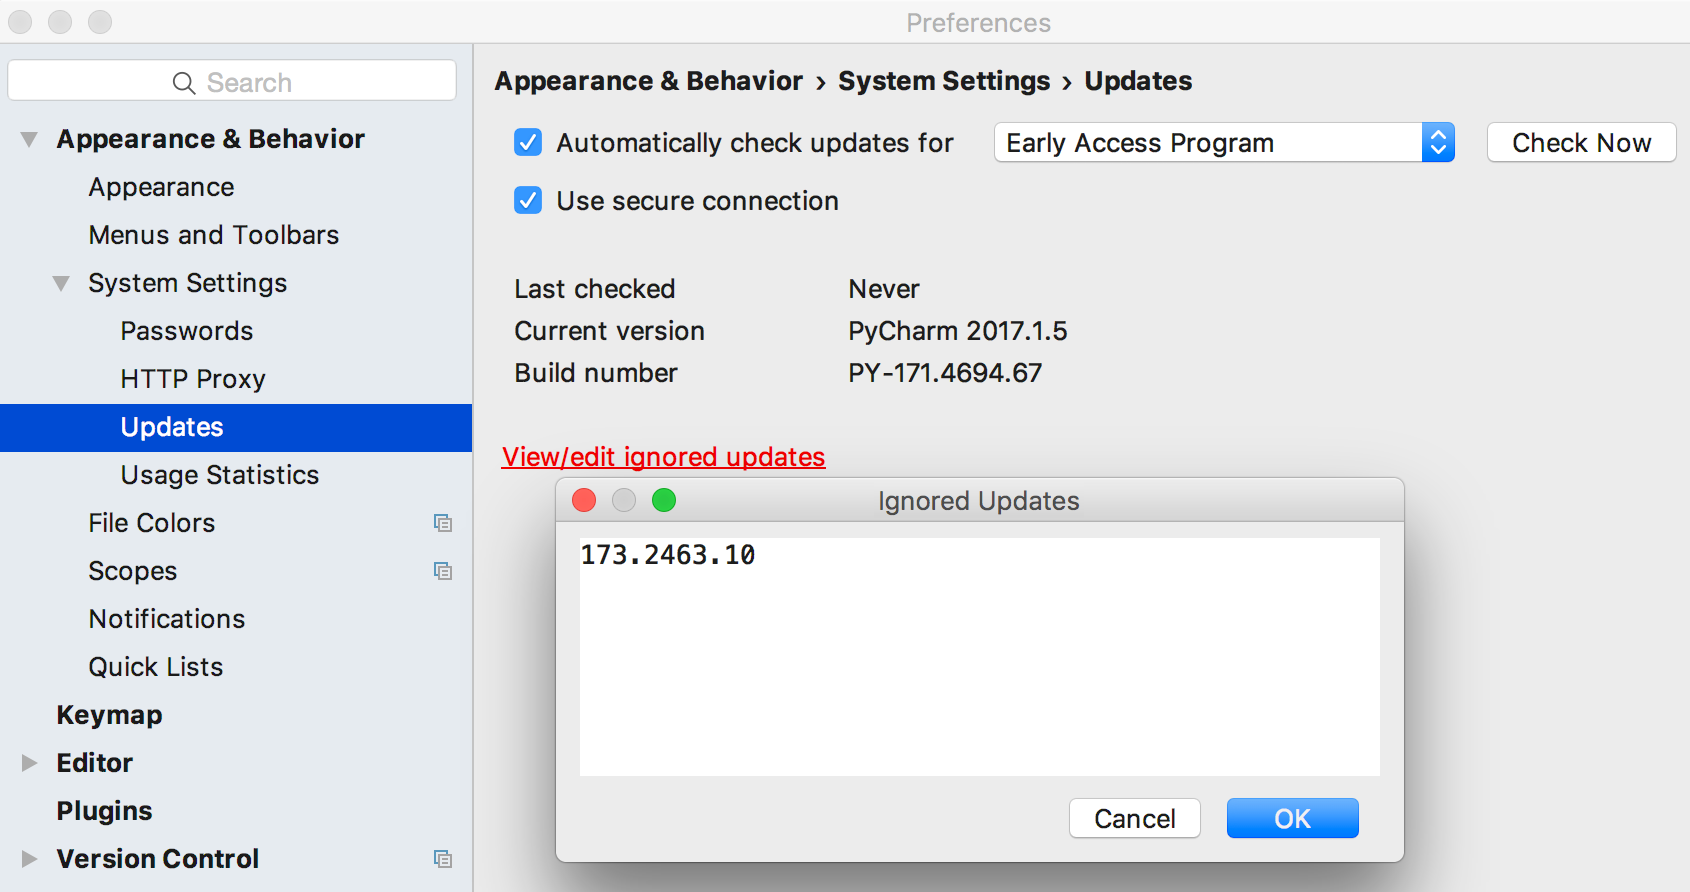 Preferences
Search
Appearance & Behavior
Appearance
Menus and Toolbars
System Settings
Passwords
HTTP Proxy
Updates
Usage Statistics
File Colors
Scopes
Notifications
Quick Lists
Keymap
Editor
Plugins
Version Control
Appearance & Behavior › System Settings › Updates
Automatically check updates for Early Access Program Check Now
Use secure connection
Last checked Never
Current version PyCharm 2017.1.5
Build number PY-171.4694.67
View/edit ignored updates
Ignored Updates
173.2463.10
Cancel OK